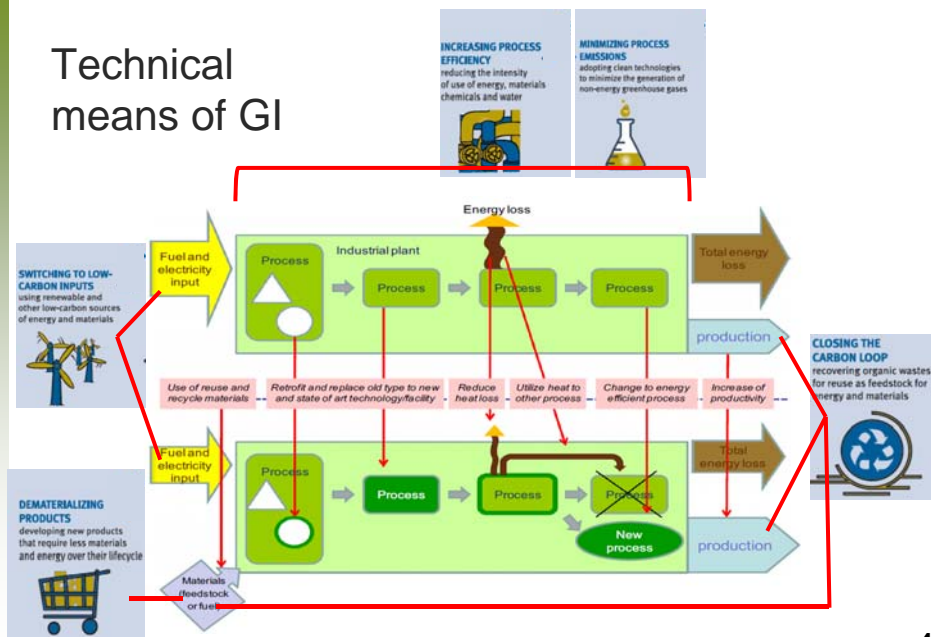 Technical
means of GI
INCREASING PROCESS
EFFICIENCY
reducing the intensity
of use of energy, materials
chemicals and water
MINIMIZING PROCESS
EMISSIONS
adopting clean technologies
to minimize the generation of
non-energy greenhouse gases
Energy loss
Fuel and
electricity
input
Industrial plant
Process
Process
Process
Process
Total energy
loss
production
SWITCHING TO LOW-
CARBON INPUTS
using renewable and
other low-carbon sources
of energy and materials
CLOSING THE
CARBON LOOP
recovering organic wastes
for reuse as feedstock for
energy and materials
Use of reuse and
recycle materials
Retrofit and replace old type to new
and state of art technology/facility
Reduce
heat loss
Utilize heat to
other process
Change to energy
efficient process
Increase of
productivity
Fuel and
electricity
input
Process
Process
Process
Process
New
process
Total
energy loss
production
DEMATERIALIZING
PRODUCTS
developing new products
that require less materials
and energy over their lifecycle
Materials
(feedstock
or fuel)